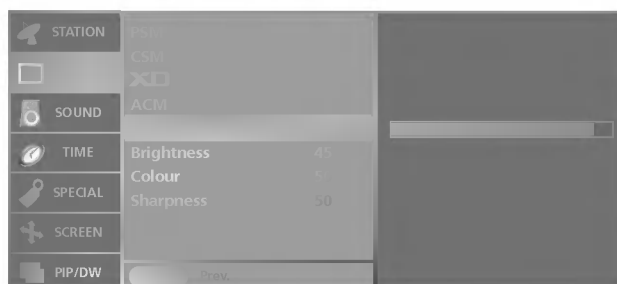 STATION
SOUND
TIME
SPECIAL
SCREEN
PIP/DW
PSM
CSM
XD
ACM
Brightness 45
Colour
Sharpness 50
Prev.